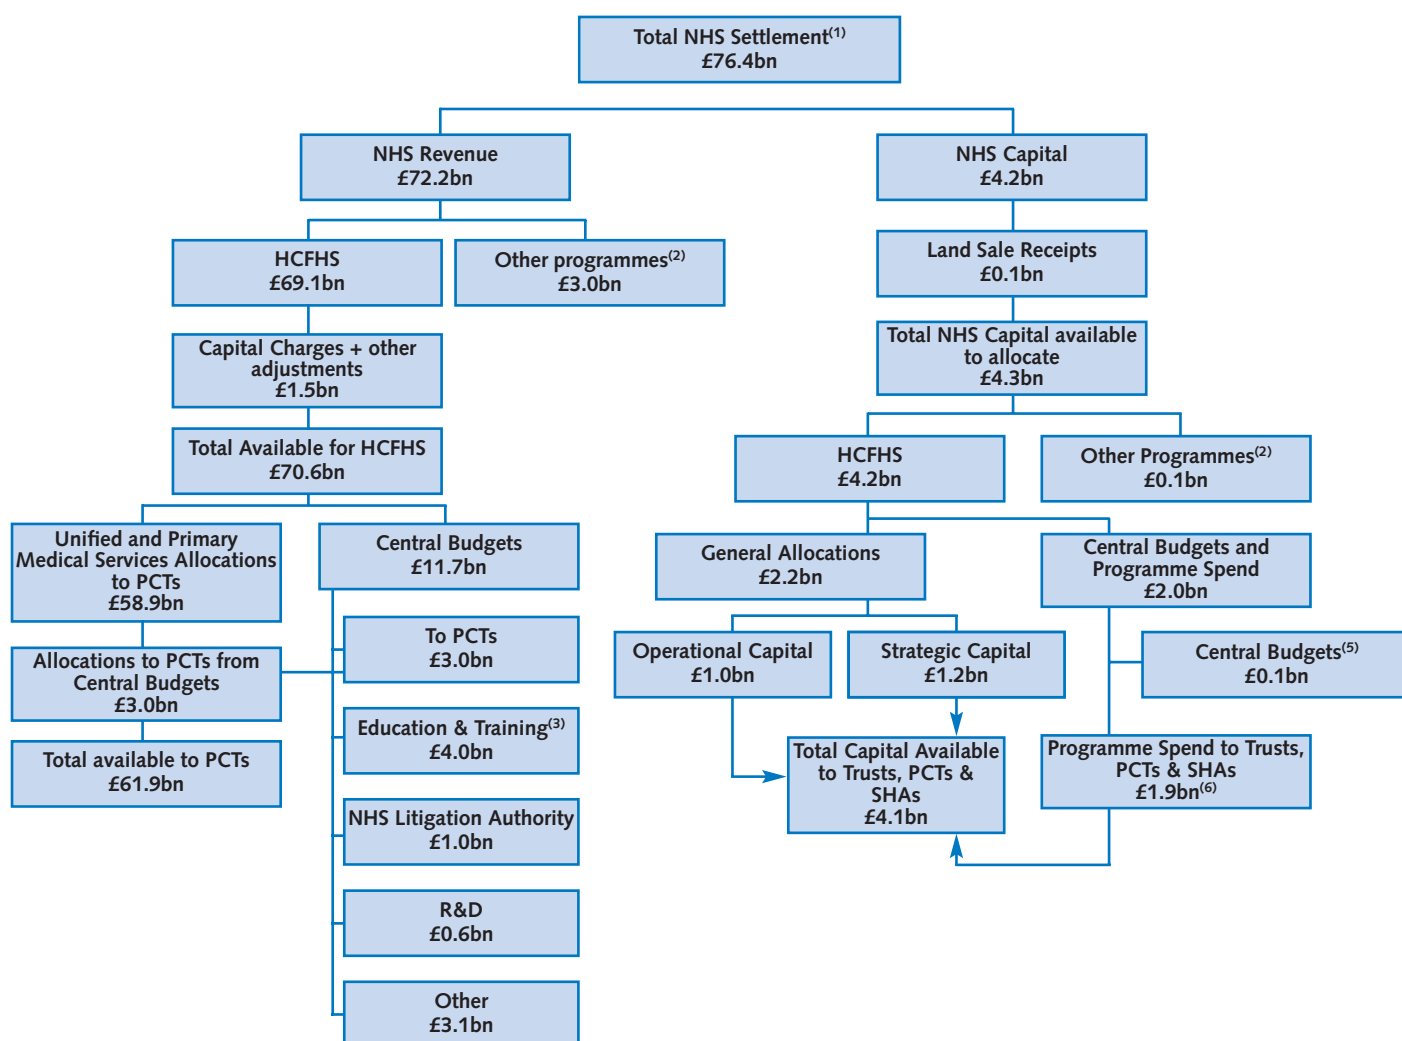 Total NHS Settlement(1)
£76.4bn
NHS Revenue
£72.2bn
NHS Capital
£4.2bn
HCFHS
£69.1bn
Other programmes(2)
£3.0bn
Land Sale Receipts
£0.1bn
Capital Charges + other
adjustments
£1.5bn
Total NHS Capital available
to allocate
£4.3bn
Total Available for HCFHS
£70.6bn
HCFHS
£4.2bn
Other Programmes(2)
£0.1bn
Unified and Primary
Medical Services Allocations
to PCTs
£58.9bn
Central Budgets
£11.7bn
General Allocations
£2.2bn
Central Budgets and
Programme Spend
£2.0bn
To PCTs
£3.0bn
Operational Capital
£1.0bn
Strategic Capital
£1.2bn
Allocations to PCTs from
Central Budgets
£3.0bn
Central Budgets(5)
£0.1bn
Education & Training(3)
£4.0bn
Total available to PCTs
£61.9bn
Total Capital Available
to Trusts, PCTs &
SHAs
£4.1bn
Programme Spend to Trusts,
PCTs & SHAs
£1.9bn(6)
NHS Litigation Authority
£1.0bn
R&D
£0.6bn
Other
£3.1bn